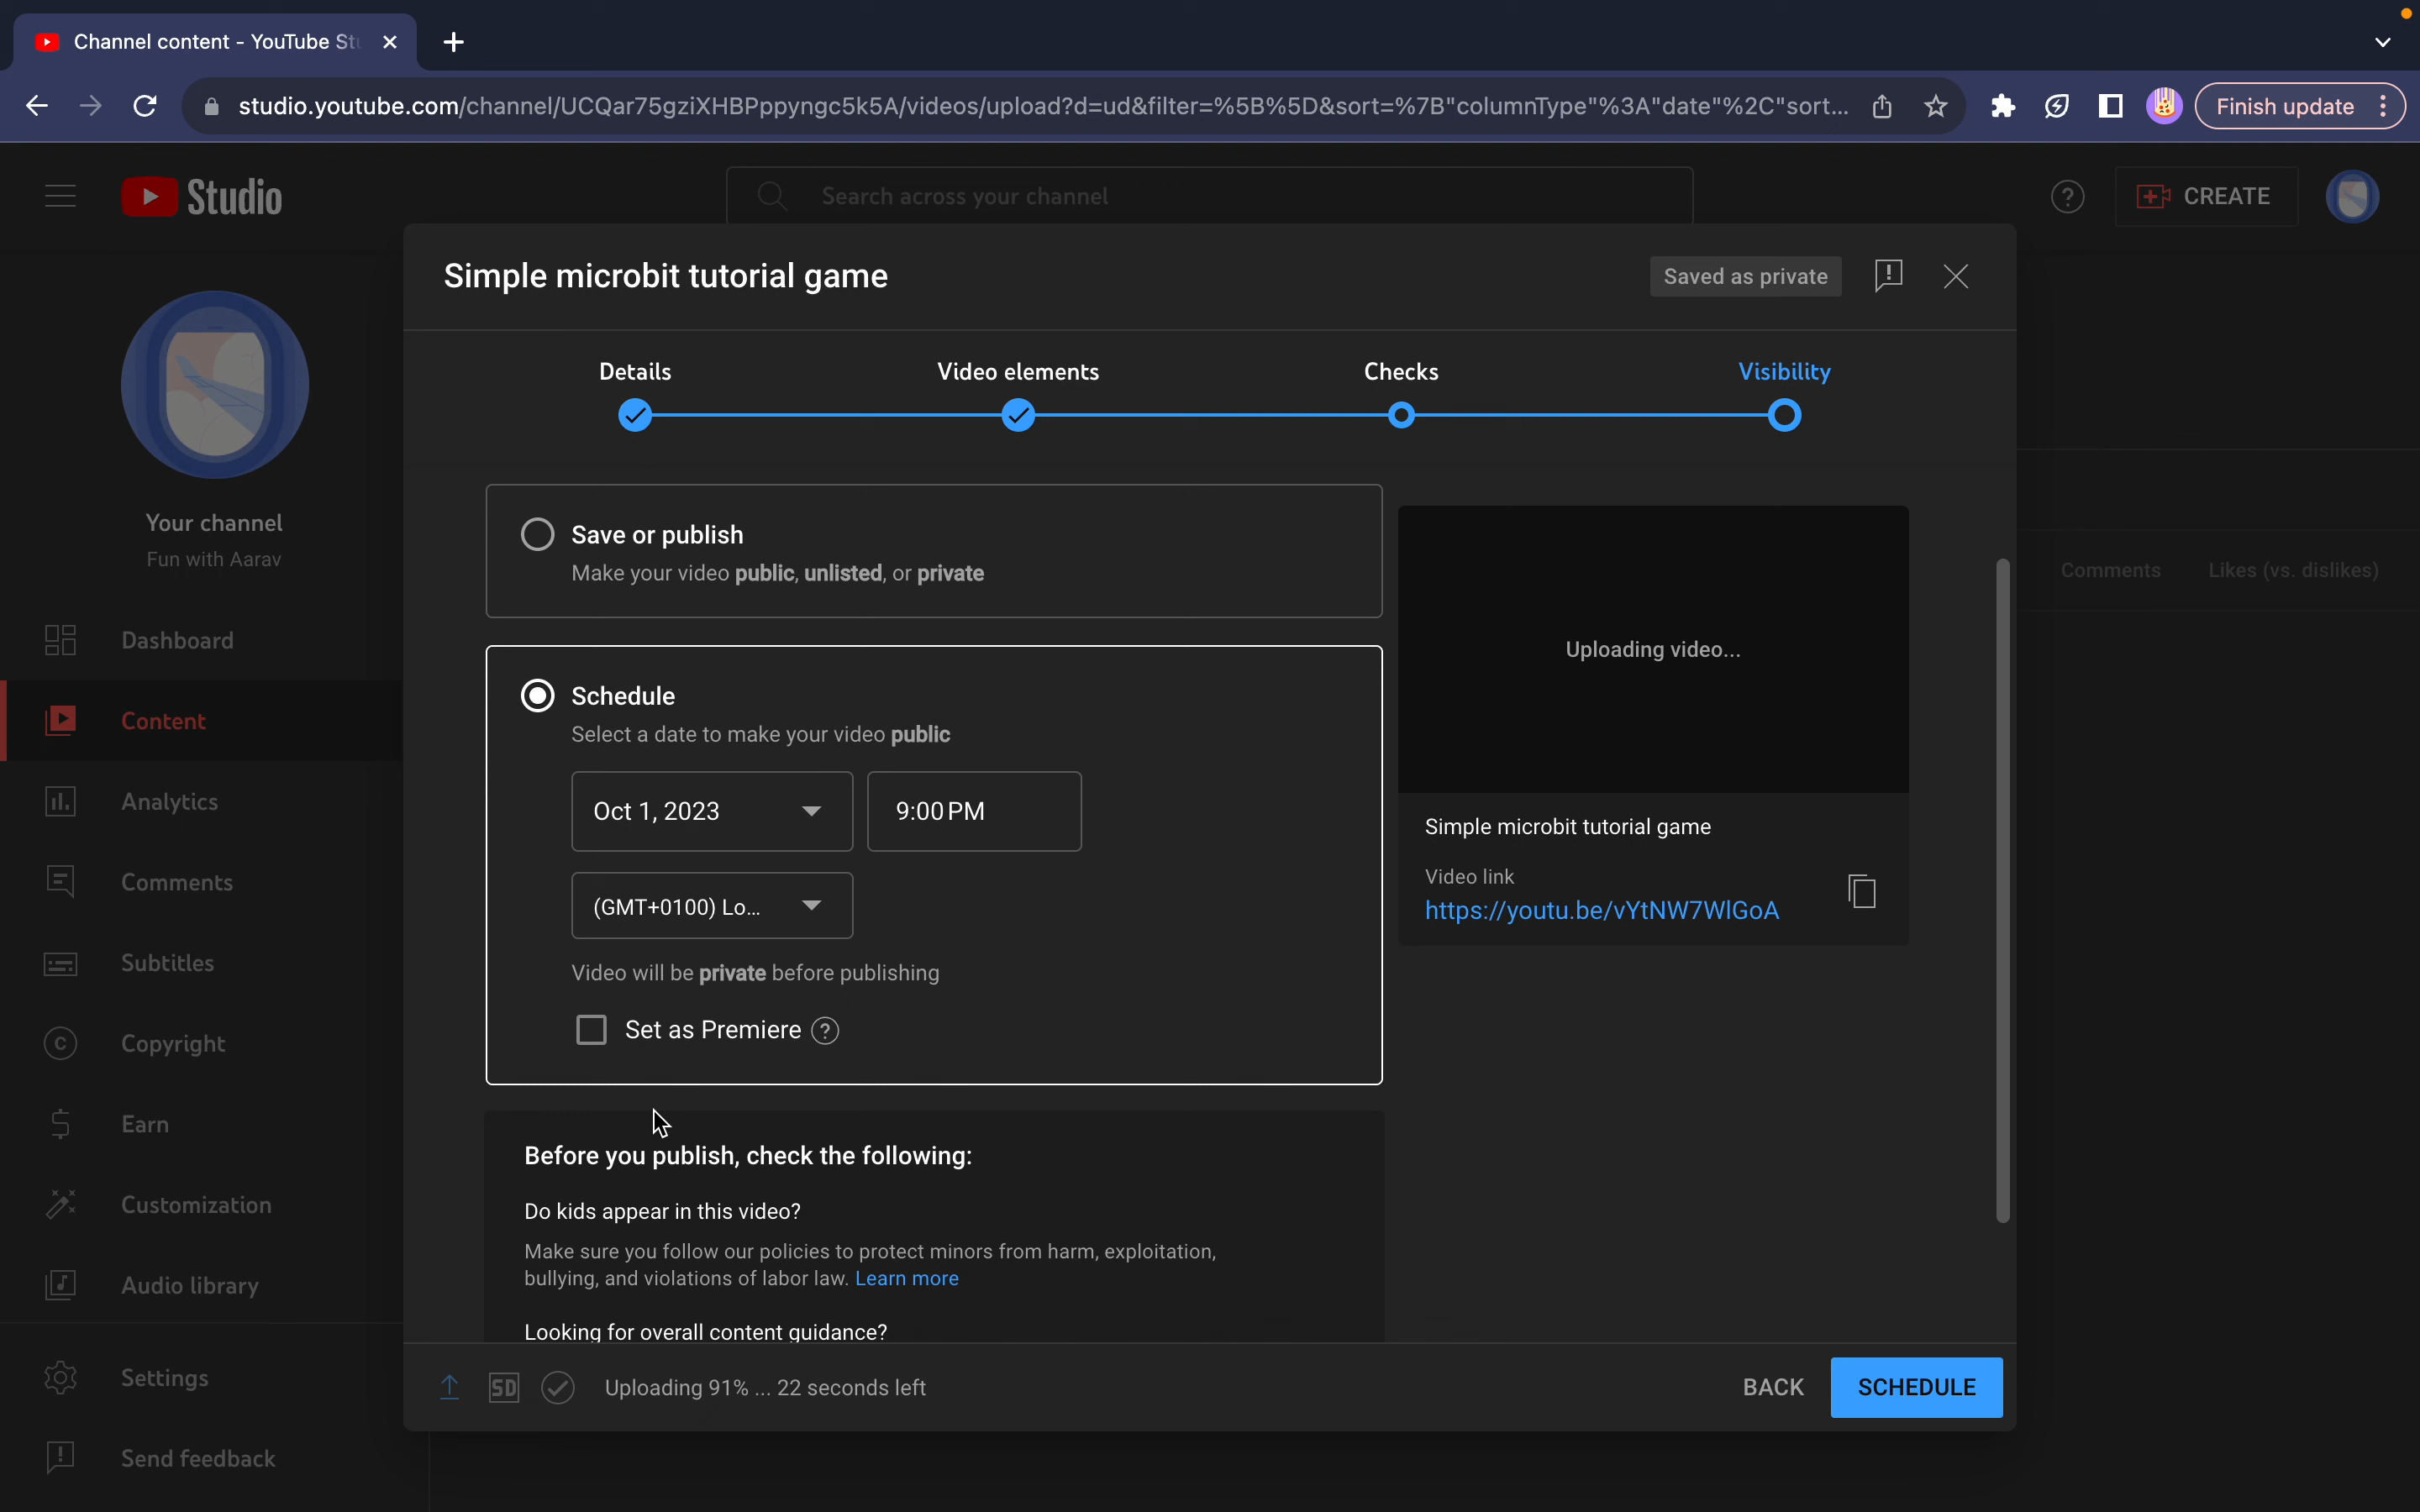 Channel content - YouTube St
studio.youtube.com/channel/UCQar75gziXHBPppyngc5k5A/videos/upload?d=ud&filter=%5B%5D&sort=%7B"columnType"%3A"date"%2C"sort...
Finish update
Studio
Search across your channel
CREATE
Simple microbit tutorial game
Saved as private
Details
Video elements
Checks
Visibility
Your channel
Fun with Aarav
Dashboard
Content
Analytics
Comments
Subtitles
Copyright
Earn
Customization
Audio library
Settings
Send feedback
Save or publish
Make your video public, unlisted, or private
Schedule
Select a date to make your video public
Oct 1, 2023
9:00 PM
(GMT+0100) Lo...
Video will be private before publishing
Set as Premiere
Before you publish, check the following:
Do kids appear in this video?
Make sure you follow our policies to protect minors from harm, exploitation,
bullying, and violations of labor law. Learn more
Looking for overall content guidance?
Uploading video...
Simple microbit tutorial game
Video link
https://youtu.be/vYtNW7WlGoA
Comments
Likes (vs. dislikes)
SD
Uploading 91% ... 22 seconds left
BACK
SCHEDULE